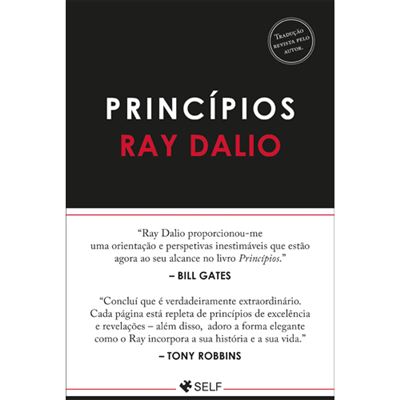 TRADUÇÃO
REVISTA PELO
AUTOR.
PRINCÍPIOS
RAY DALIO
“Ray Dalio proporcionou-me
uma orientação e perspetivas inestimáveis que estão
agora ao seu alcance no livro Princípios.”
– BILL GATES
“Concluí que é verdadeiramente extraordinário.
Cada página está repleta de princípios de excelência
e revelações – além disso, adoro a forma elegante
como o Ray incorpora a sua história e a sua vida.”
– TONY ROBBINS
SELF